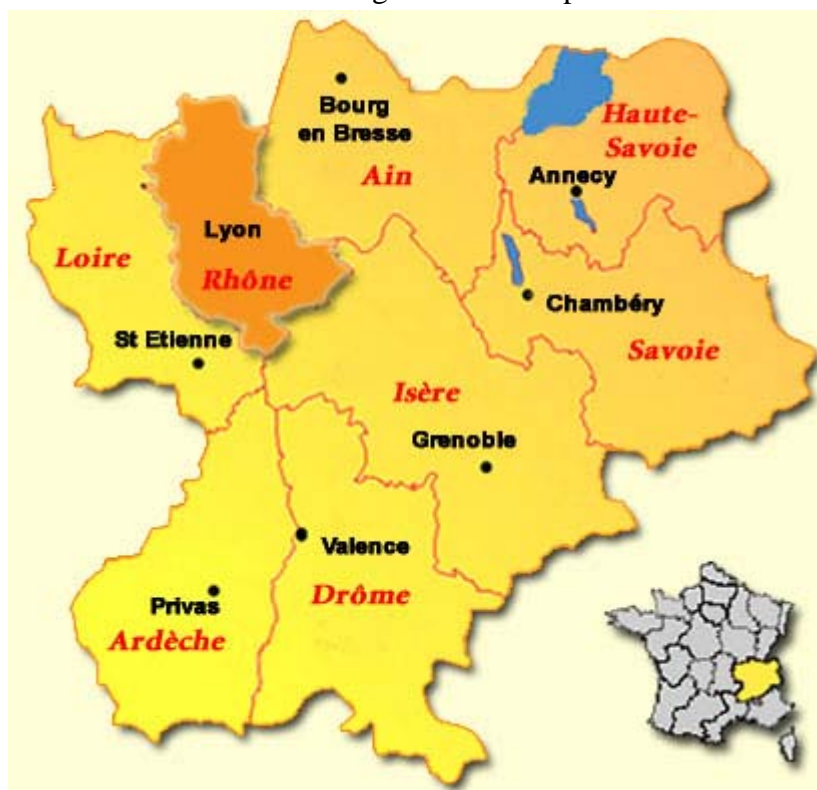 Bourg
en Bresse
Haute-
Savoie
Ain
Annecy
Lyon
Loire
Rhône
Chambéry
St Etienne
Savoie
Isère
Grenoble
Valence
Drôme
Privas
Ardèche